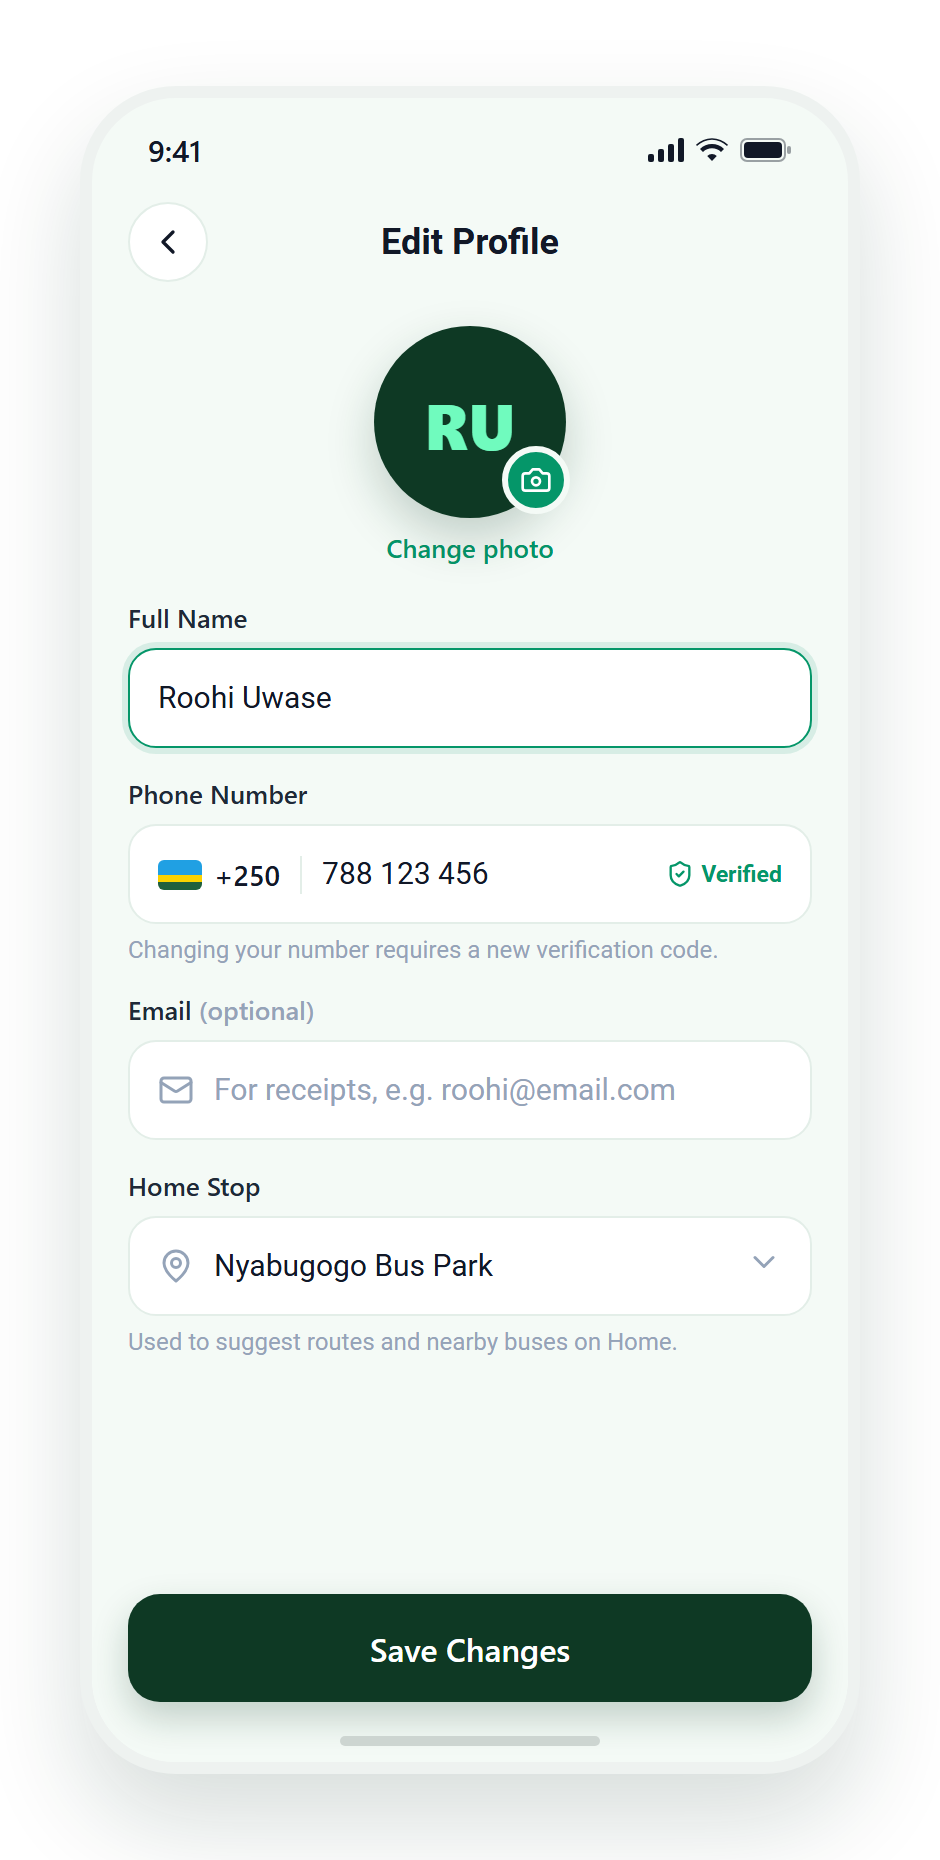 9:41
Edit Profile
RU
Change photo
Full Name
Roohi Uwase
Phone Number
+250 788 123 456 Verified
Changing your number requires a new verification code.
Email (optional)
For receipts, e.g. roohi@email.com
Home Stop
Nyabugogo Bus Park
Used to suggest routes and nearby buses on Home.
Save Changes